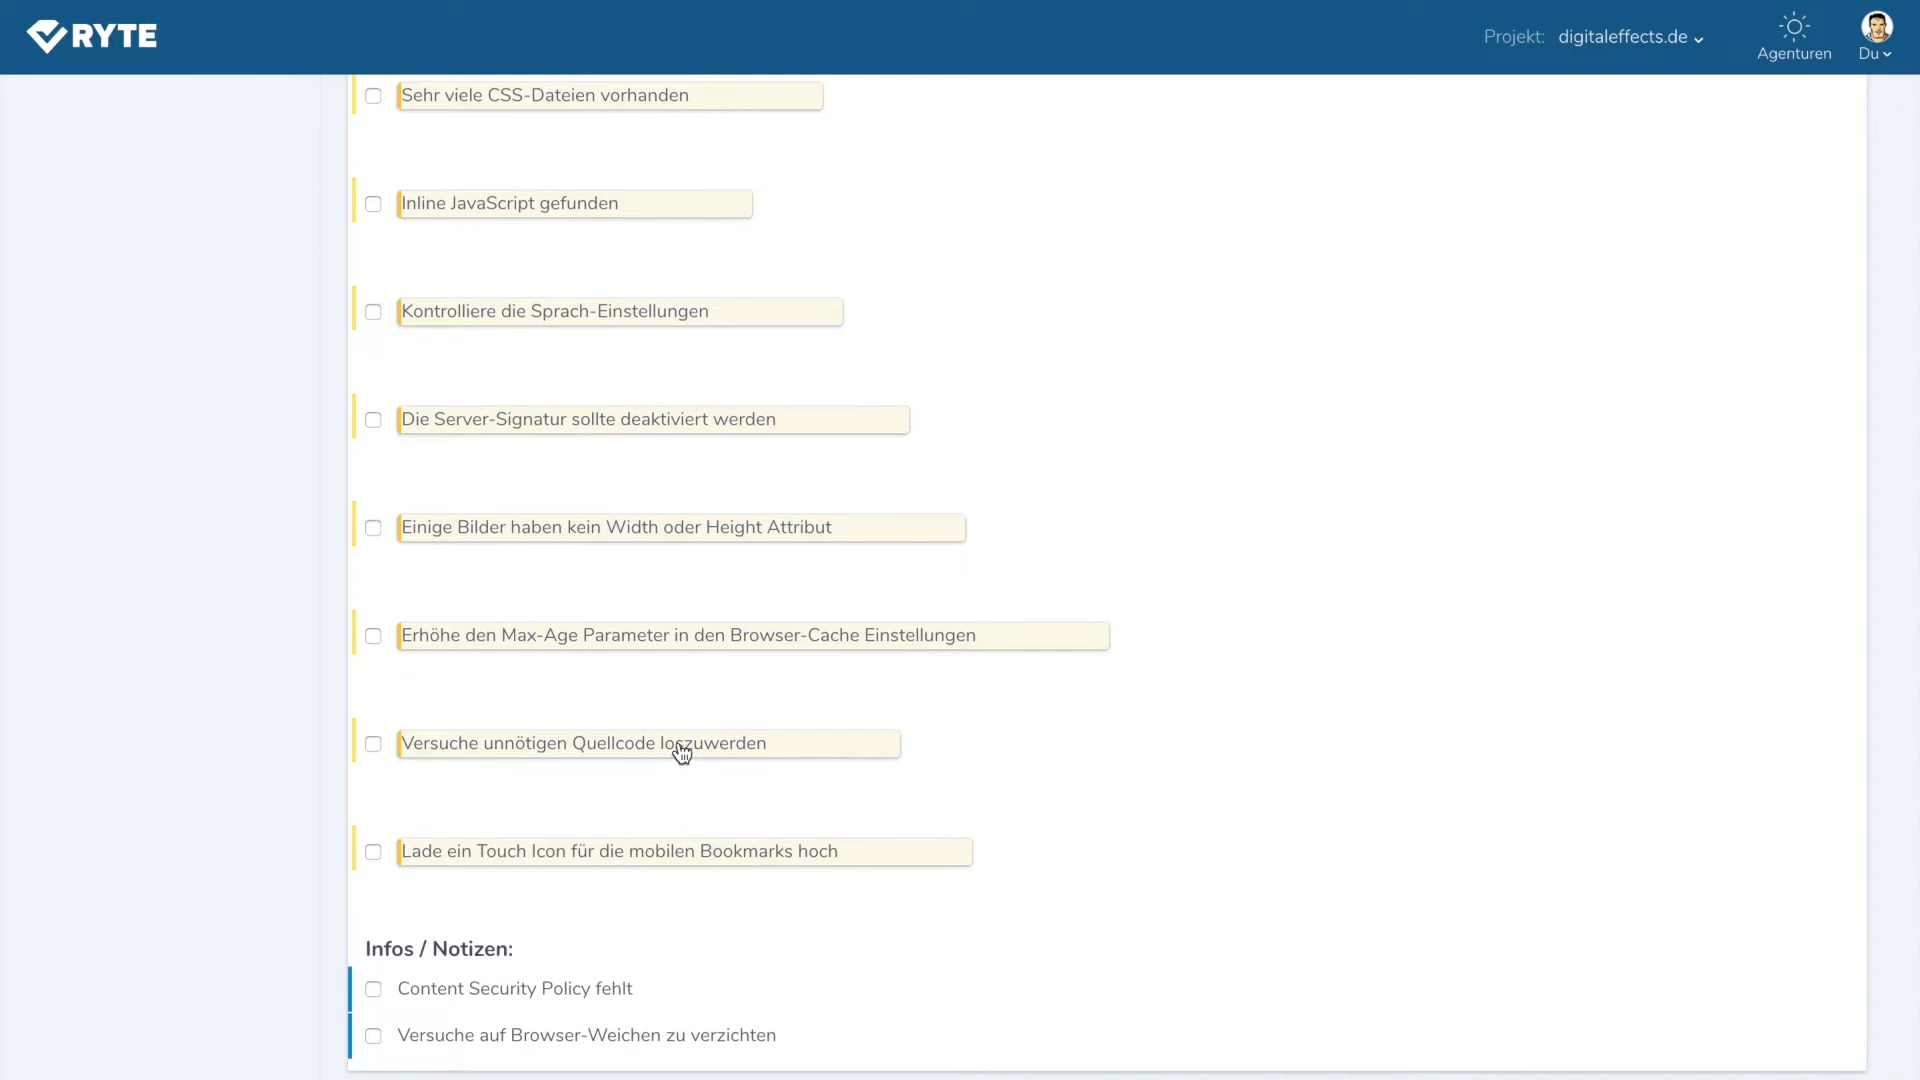 RYTE
Projekt: digitaleffects.de
Agenturen
Du
Sehr viele CSS-Dateien vorhanden
Inline JavaScript gefunden
Kontrolliere die Sprach-Einstellungen
Die Server-Signatur sollte deaktiviert werden
Einige Bilder haben kein Width oder Height Attribut
Erhöhe den Max-Age Parameter in den Browser-Cache Einstellungen
Versuche unnötigen Quellcode loszuwerden
Lade ein Touch Icon für die mobilen Bookmarks hoch
Infos / Notizen:
Content Security Policy fehlt
Versuche auf Browser-Weichen zu verzichten